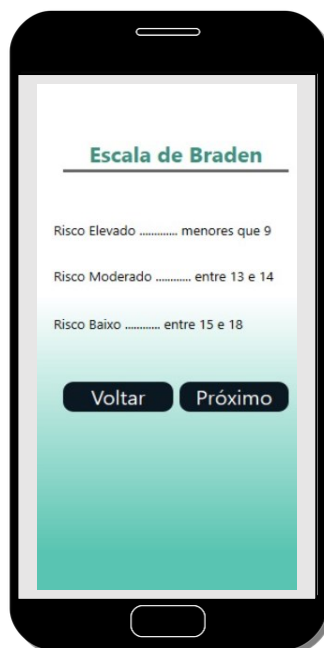 Escala de Braden
Risco Elevado ............. menores que 9
Risco Moderado ............ entre 13 e 14
Risco Baixo ............ entre 15 e 18
Voltar
Próximo